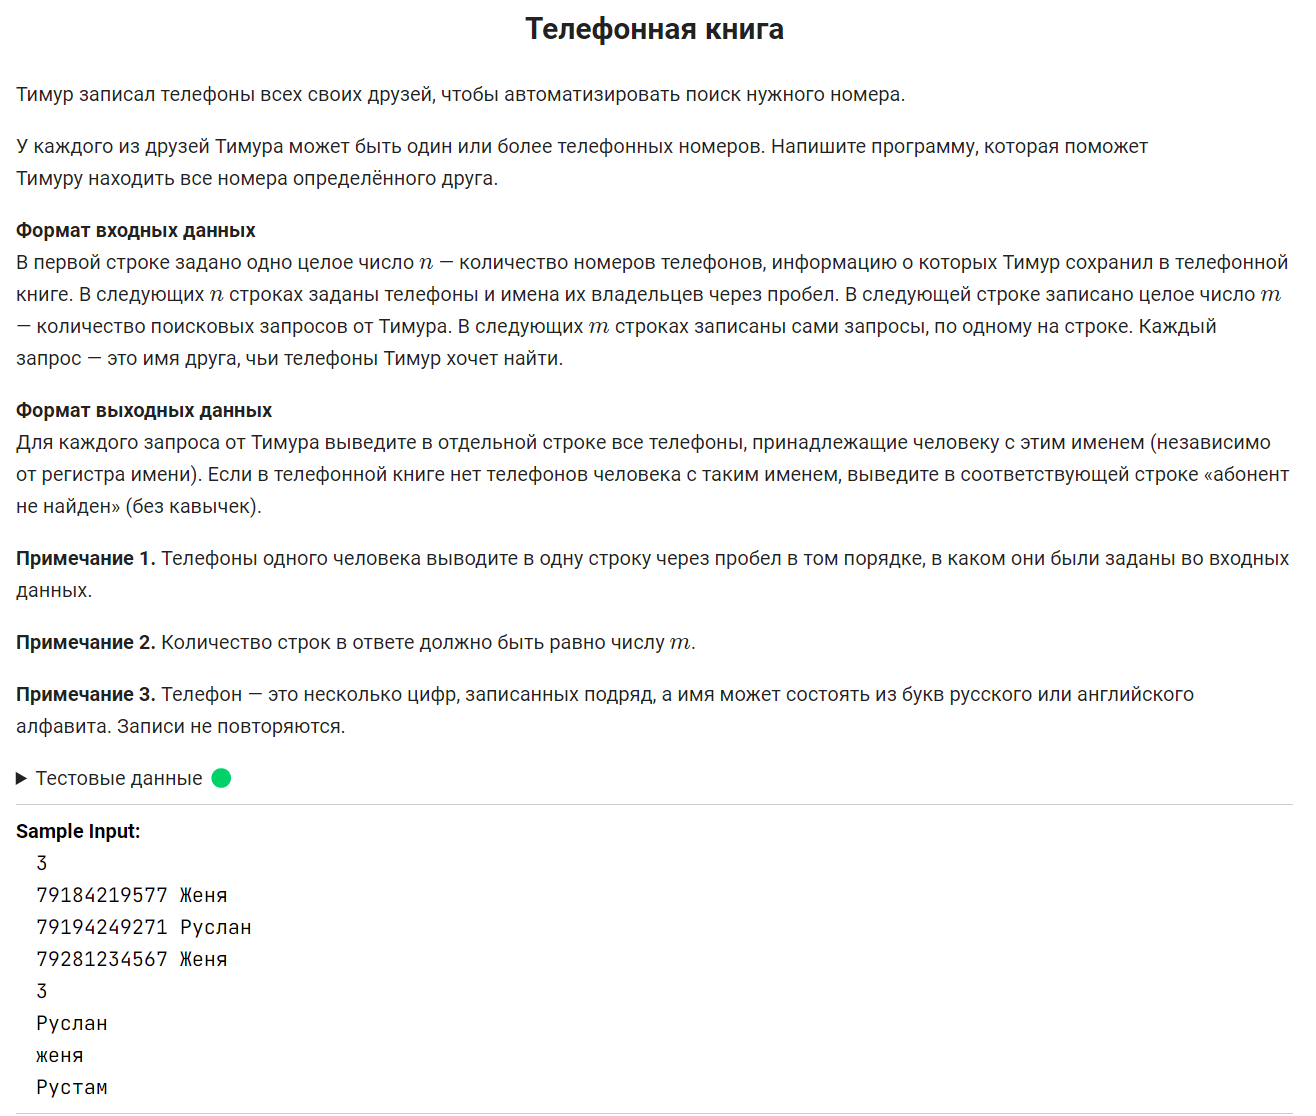 Телефонная книга
Тимур записал телефоны всех своих друзей, чтобы автоматизировать поиск нужного номера.
У каждого из друзей Тимура может быть один или более телефонных номеров. Напишите программу, которая поможет
Тимуру находить все номера определённого друга.
Формат входных данных
В первой строке задано одно целое число n — количество номеров телефонов, информацию о которых Тимур сохранил в телефонной
книге. В следующих n строках заданы телефоны и имена их владельцев через пробел. В следующей строке записано целое число m
— количество поисковых запросов от Тимура. В следующих m строках записаны сами запросы, по одному на строке. Каждый
запрос — это имя друга, чьи телефоны Тимур хочет найти.
Формат выходных данных
Для каждого запроса от Тимура выведите в отдельной строке все телефоны, принадлежащие человеку с этим именем (независимо
от регистра имени). Если в телефонной книге нет телефонов человека с таким именем, выведите в соответствующей строке «абонент
не найден» (без кавычек).
Примечание 1. Телефоны одного человека выводите в одну строку через пробел в том порядке, в каком они были заданы во входных
данных.
Примечание 2. Количество строк в ответе должно быть равно числу m.
Примечание 3. Телефон — это несколько цифр, записанных подряд, а имя может состоять из букв русского или английского
алфавита. Записи не повторяются.
Тестовые данные
Sample Input:
3
79184219577 Женя
79194249271 Руслан
79281234567 Женя
3
Руслан
женя
Рустам